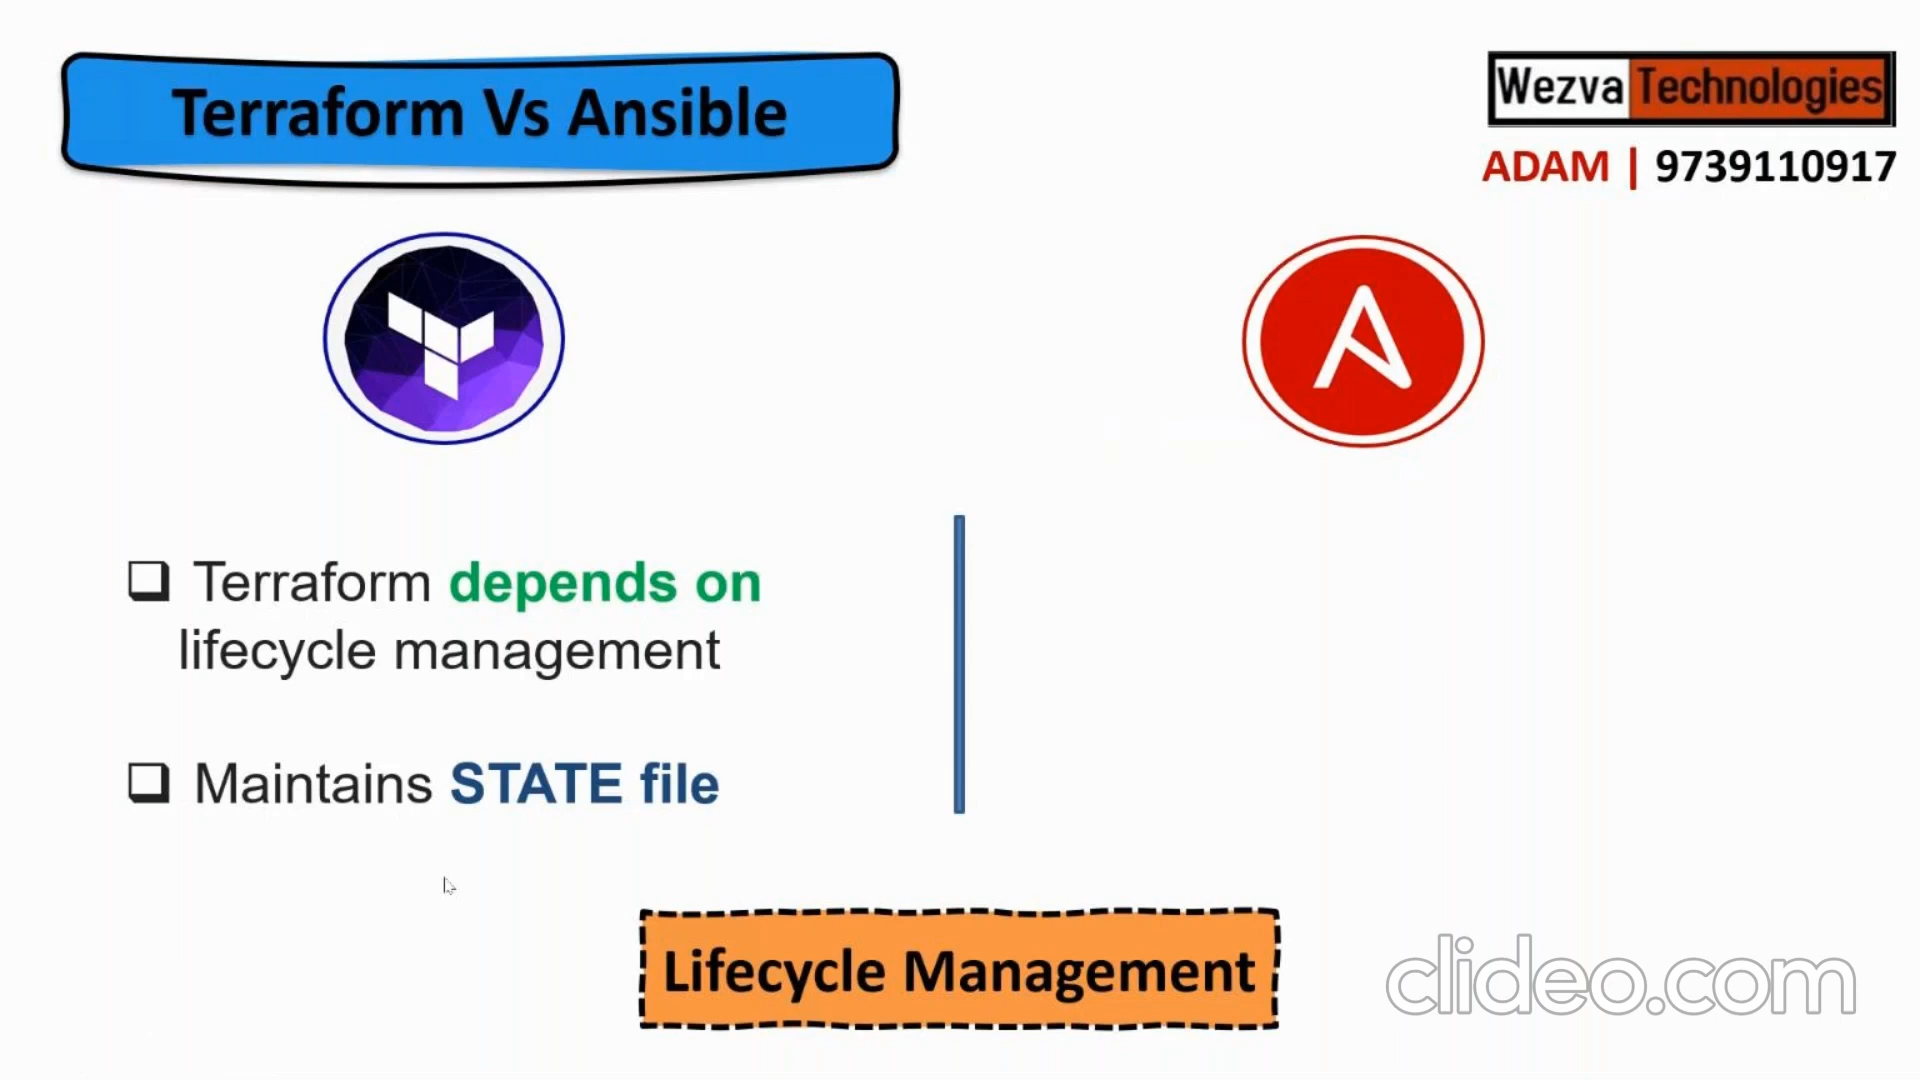 Terraform Vs Ansible
Wezva Technologies
ADAM | 9739110917
Terraform depends on
lifecycle management
Maintains STATE file
Lifecycle Management
clideo.com